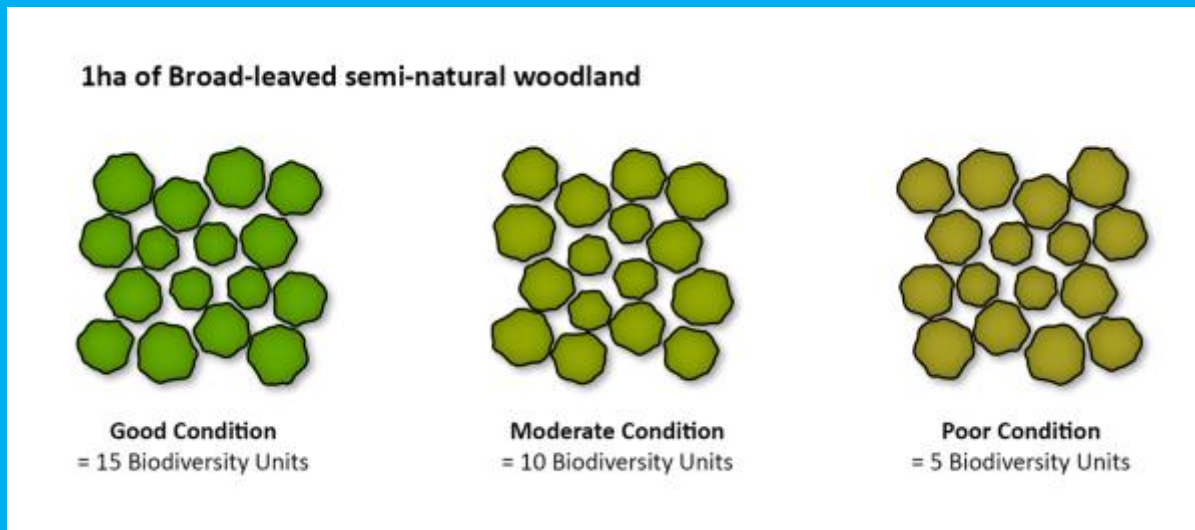 1ha of Broad-leaved semi-natural woodland
Good Condition
= 15 Biodiversity Units
Moderate Condition
= 10 Biodiversity Units
Poor Condition
= 5 Biodiversity Units